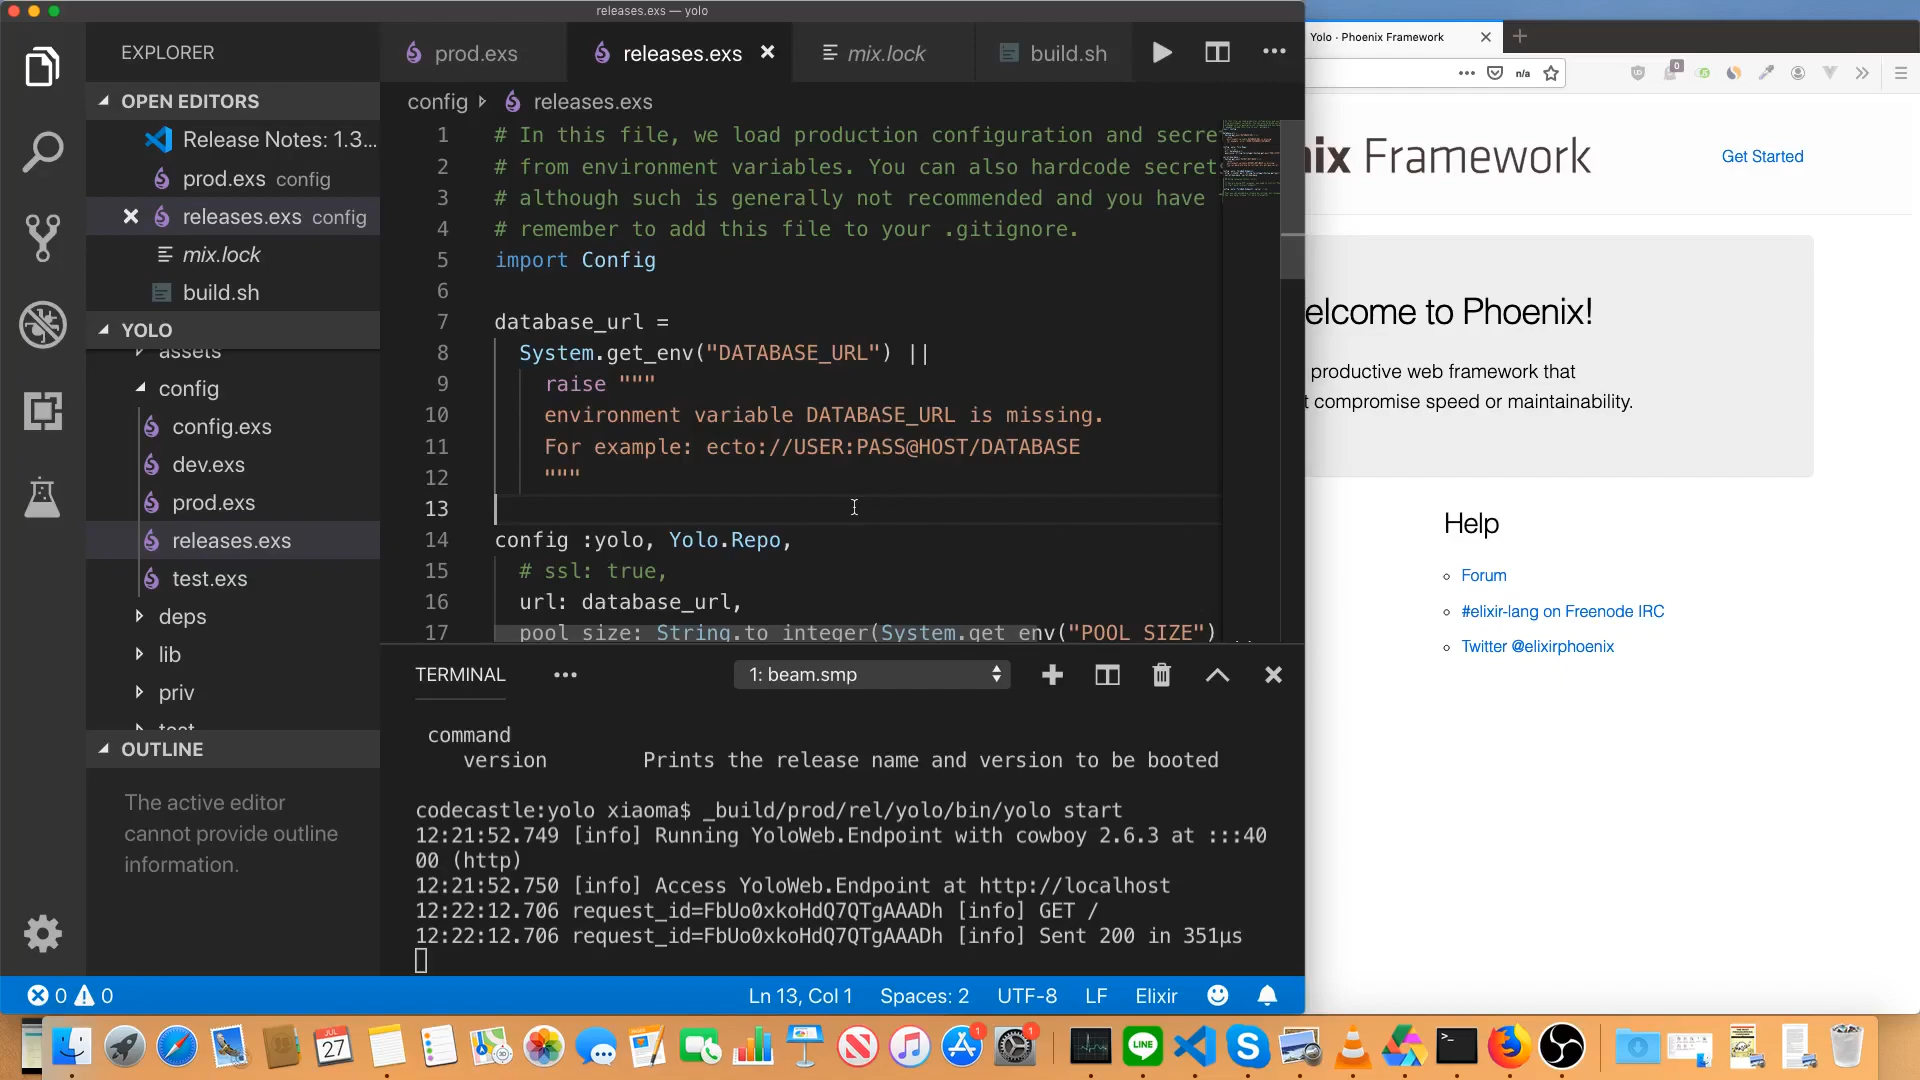 releases.exs — yolo
EXPLORER
OPEN EDITORS
Release Notes: 1.3...
prod.exs config
releases.exs config
mix.lock
build.sh
YOLO
assets
config
config.exs
dev.exs
prod.exs
releases.exs
test.exs
deps
lib
priv
test
OUTLINE
The active editor
cannot provide outline
information.
prod.exs
releases.exs
mix.lock
build.sh
config
releases.exs
1 # In this file, we load production configuration and secre
2 # from environment variables. You can also hardcode secret
3 # although such is generally not recommended and you have
4 # remember to add this file to your .gitignore.
5 import Config
6
7 database_url =
8 System.get_env("DATABASE_URL") ||
9 raise """
10 environment variable DATABASE_URL is missing.
11 For example: ecto://USER:PASS@HOST/DATABASE
12 """
13
14 config :yolo, Yolo.Repo,
15 # ssl: true,
16 url: database_url,
17 pool_size: String.to_integer(System.get_env("POOL_SIZE")
TERMINAL
1: beam.smp
command
version Prints the release name and version to be booted
codecastle:yolo xiaoma$ _build/prod/rel/yolo/bin/yolo start
12:21:52.749 [info] Running YoloWeb.Endpoint with cowboy 2.6.3 at :::40
00 (http)
12:21:52.750 [info] Access YoloWeb.Endpoint at http://localhost
12:22:12.706 request_id=FbUo0xkoHdQ7QTgAAADh [info] GET /
12:22:12.706 request_id=FbUo0xkoHdQ7QTgAAADh [info] Sent 200 in 351µs
0 0
Ln 13, Col 1
Spaces: 2
UTF-8
LF
Elixir
Yolo · Phoenix Framework
n/a
0
nix Framework
Get Started
elcome to Phoenix!
productive web framework that
t compromise speed or maintainability.
Help
Forum
#elixir-lang on Freenode IRC
Twitter @elixirphoenix
JUL
27
1
1
LINE